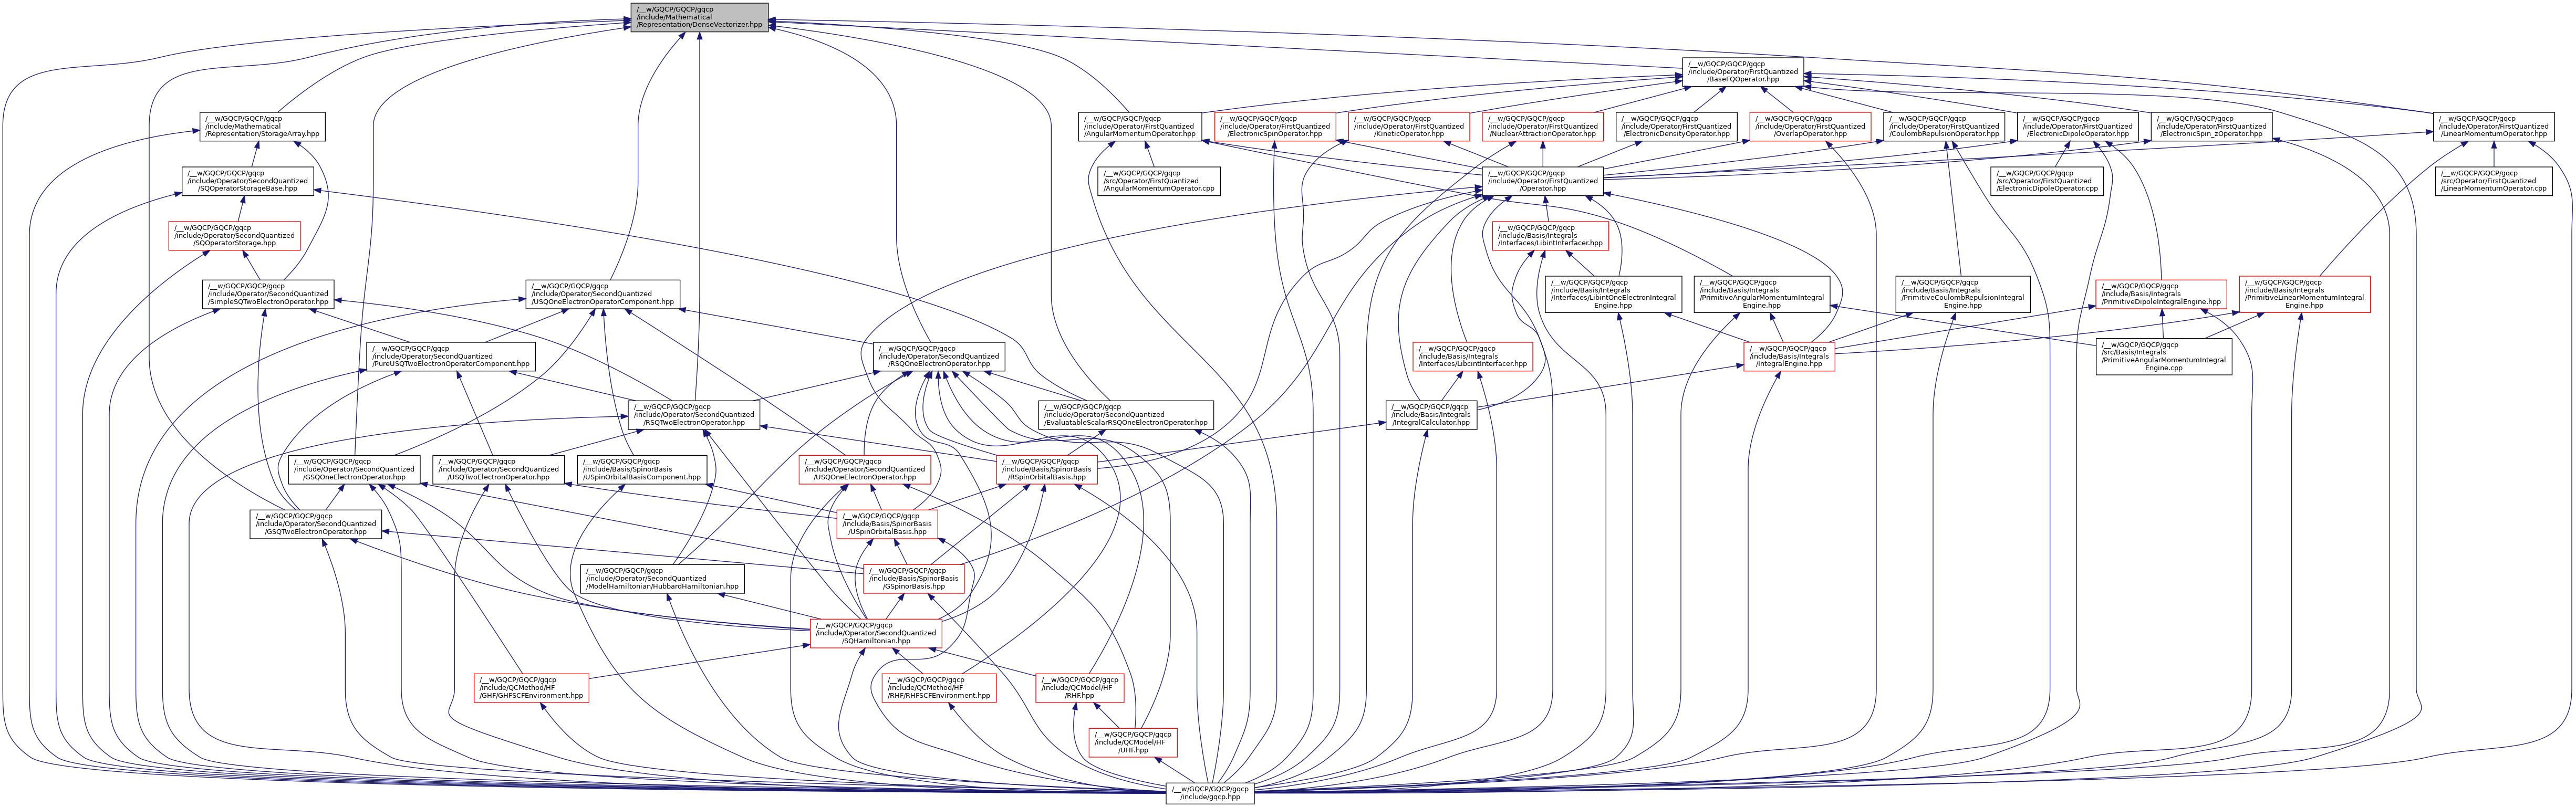 /__w/GQCP/GQCP/gqcp
/include/Mathematical
/Representation/DenseVectorizer.hpp
/__w/GQCP/GQCP/gqcp
/include/Operator/FirstQuantized
/BaseFQOperator.hpp
/__w/GQCP/GQCP/gqcp
/include/Mathematical
/Representation/StorageArray.hpp
/__w/GQCP/GQCP/gqcp
/include/Operator/FirstQuantized
/AngularMomentumOperator.hpp
/__w/GQCP/GQCP/gqcp
/include/Operator/FirstQuantized
/ElectronicSpinOperator.hpp
/__w/GQCP/GQCP/gqcp
/include/Operator/FirstQuantized
/KineticOperator.hpp
/__w/GQCP/GQCP/gqcp
/include/Operator/FirstQuantized
/NuclearAttractionOperator.hpp
/__w/GQCP/GQCP/gqcp
/include/Operator/FirstQuantized
/ElectronicDensityOperator.hpp
/__w/GQCP/GQCP/gqcp
/include/Operator/FirstQuantized
/OverlapOperator.hpp
/__w/GQCP/GQCP/gqcp
/include/Operator/FirstQuantized
/CoulombRepulsionOperator.hpp
/__w/GQCP/GQCP/gqcp
/include/Operator/FirstQuantized
/ElectronicDipoleOperator.hpp
/__w/GQCP/GQCP/gqcp
/include/Operator/FirstQuantized
/ElectronicSpin_zOperator.hpp
/__w/GQCP/GQCP/gqcp
/include/Operator/FirstQuantized
/LinearMomentumOperator.hpp
/__w/GQCP/GQCP/gqcp
/include/Operator/SecondQuantized
/SQOperatorStorageBase.hpp
/__w/GQCP/GQCP/gqcp
/src/Operator/FirstQuantized
/AngularMomentumOperator.cpp
/__w/GQCP/GQCP/gqcp
/include/Operator/FirstQuantized
/Operator.hpp
/__w/GQCP/GQCP/gqcp
/src/Operator/FirstQuantized
/ElectronicDipoleOperator.cpp
/__w/GQCP/GQCP/gqcp
/src/Operator/FirstQuantized
/LinearMomentumOperator.cpp
/__w/GQCP/GQCP/gqcp
/include/Operator/SecondQuantized
/SQOperatorStorage.hpp
/__w/GQCP/GQCP/gqcp
/include/Basis/Integrals
/Interfaces/LibintInterfacer.hpp
/__w/GQCP/GQCP/gqcp
/include/Operator/SecondQuantized
/SimpleSQTwoElectronOperator.hpp
/__w/GQCP/GQCP/gqcp
/include/Operator/SecondQuantized
/USQOneElectronOperatorComponent.hpp
/__w/GQCP/GQCP/gqcp
/include/Basis/Integrals
/Interfaces/LibintOneElectronIntegral
Engine.hpp
/__w/GQCP/GQCP/gqcp
/include/Basis/Integrals
/PrimitiveAngularMomentumIntegral
Engine.hpp
/__w/GQCP/GQCP/gqcp
/include/Basis/Integrals
/PrimitiveCoulombRepulsionIntegral
Engine.hpp
/__w/GQCP/GQCP/gqcp
/include/Basis/Integrals
/PrimitiveDipoleIntegralEngine.hpp
/__w/GQCP/GQCP/gqcp
/include/Basis/Integrals
/PrimitiveLinearMomentumIntegral
Engine.hpp
/__w/GQCP/GQCP/gqcp
/include/Operator/SecondQuantized
/PureUSQTwoElectronOperatorComponent.hpp
/__w/GQCP/GQCP/gqcp
/include/Operator/SecondQuantized
/RSQOneElectronOperator.hpp
/__w/GQCP/GQCP/gqcp
/include/Basis/Integrals
/Interfaces/LibcintInterfacer.hpp
/__w/GQCP/GQCP/gqcp
/include/Basis/Integrals
/IntegralEngine.hpp
/__w/GQCP/GQCP/gqcp
/src/Basis/Integrals
/PrimitiveAngularMomentumIntegral
Engine.cpp
/__w/GQCP/GQCP/gqcp
/include/Operator/SecondQuantized
/RSQTwoElectronOperator.hpp
/__w/GQCP/GQCP/gqcp
/include/Operator/SecondQuantized
/EvaluatableScalarRSQOneElectronOperator.hpp
/__w/GQCP/GQCP/gqcp
/include/Basis/Integrals
/IntegralCalculator.hpp
/__w/GQCP/GQCP/gqcp
/include/Operator/SecondQuantized
/GSQOneElectronOperator.hpp
/__w/GQCP/GQCP/gqcp
/include/Operator/SecondQuantized
/USQTwoElectronOperator.hpp
/__w/GQCP/GQCP/gqcp
/include/Basis/SpinorBasis
/USpinOrbitalBasisComponent.hpp
/__w/GQCP/GQCP/gqcp
/include/Operator/SecondQuantized
/USQOneElectronOperator.hpp
/__w/GQCP/GQCP/gqcp
/include/Basis/SpinorBasis
/RSpinOrbitalBasis.hpp
/__w/GQCP/GQCP/gqcp
/include/Operator/SecondQuantized
/GSQTwoElectronOperator.hpp
/__w/GQCP/GQCP/gqcp
/include/Basis/SpinorBasis
/USpinOrbitalBasis.hpp
/__w/GQCP/GQCP/gqcp
/include/Operator/SecondQuantized
/ModelHamiltonian/HubbardHamiltonian.hpp
/__w/GQCP/GQCP/gqcp
/include/Basis/SpinorBasis
/GSpinorBasis.hpp
/__w/GQCP/GQCP/gqcp
/include/Operator/SecondQuantized
/SQHamiltonian.hpp
/__w/GQCP/GQCP/gqcp
/include/QCMethod/HF
/GHF/GHFSCFEnvironment.hpp
/__w/GQCP/GQCP/gqcp
/include/QCMethod/HF
/RHF/RHFSCFEnvironment.hpp
/__w/GQCP/GQCP/gqcp
/include/QCModel/HF
/RHF.hpp
/__w/GQCP/GQCP/gqcp
/include/QCModel/HF
/UHF.hpp
/__w/GQCP/GQCP/gqcp
/include/gqcp.hpp